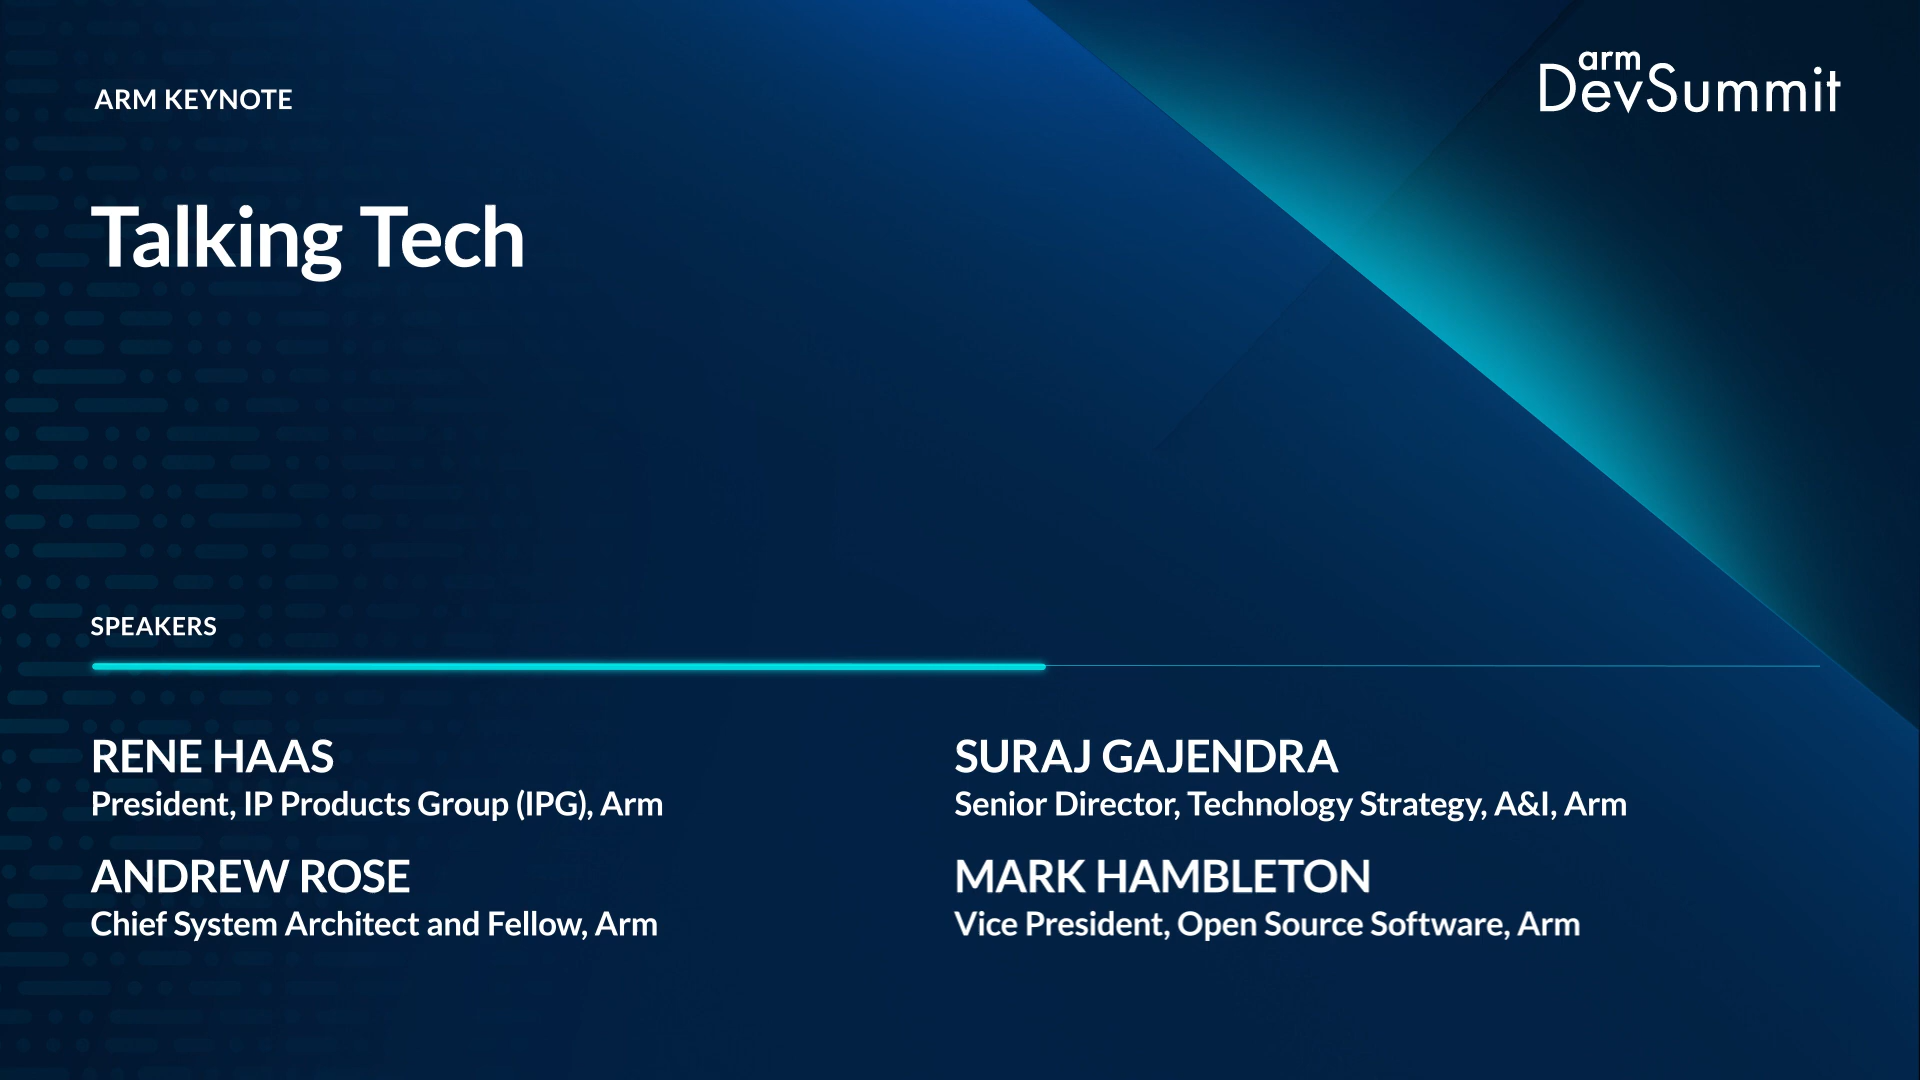 ARM KEYNOTE
arm
DevSummit
Talking Tech
SPEAKERS
RENE HAAS
President, IP Products Group (IPG), Arm
ANDREW ROSE
Chief System Architect and Fellow, Arm
SURAJ GAJENDRA
Senior Director, Technology Strategy, A&I, Arm
MARK HAMBLETON
Vice President, Open Source Software, Arm